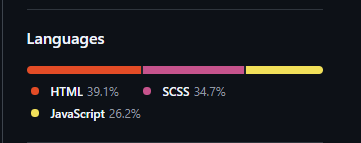 Languages
HTML 39.1% SCSS 34.7%
JavaScript 26.2%